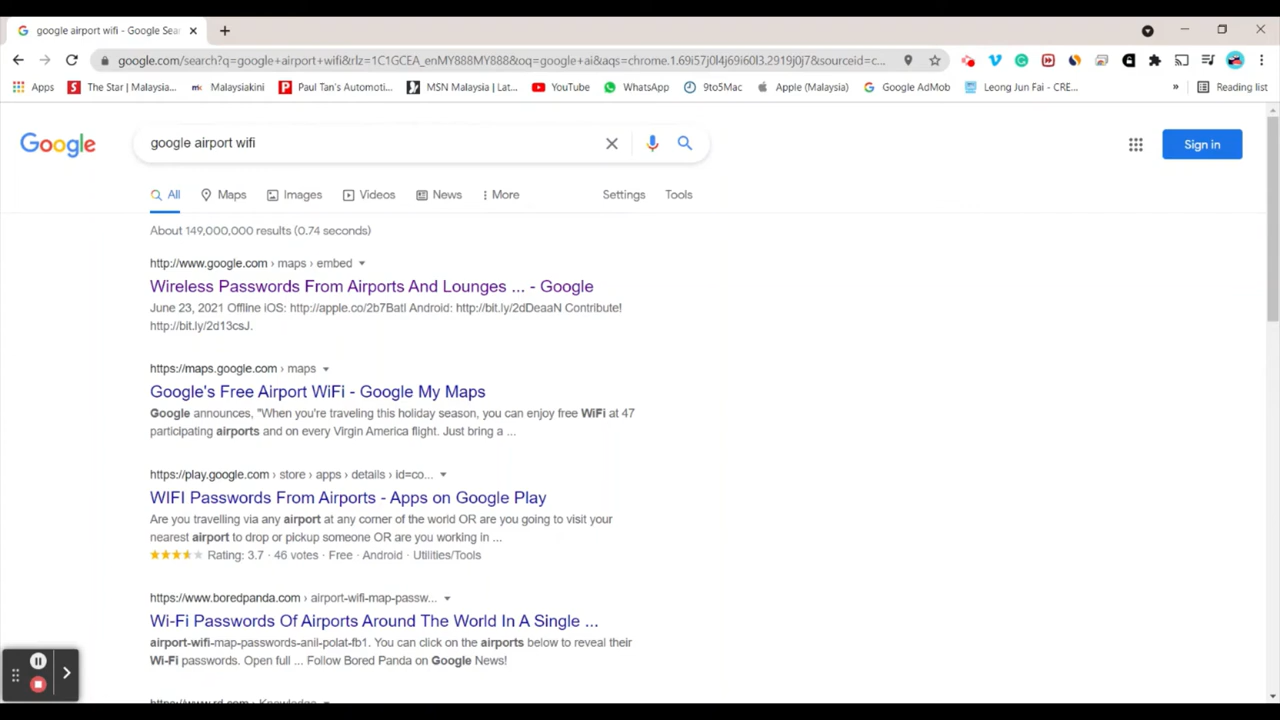 google airport wifi - Google Sea
google.com/search?q=google+airport+wifi&rlz=1C1GCEA_enMY888MY888&oq=google+ai&aqs=chrome.1.69i57j0l4j69i60l3.2919j0j7&sourceid=c...
Apps The Star | Malaysia... Malaysiakini Paul Tan's Automoti... MSN Malaysia | Lat... YouTube WhatsApp 9to5Mac Apple (Malaysia) Google AdMob Leong Jun Fai - CRE... » Reading list
Google google airport wifi Sign in
All Maps Images Videos News More Settings Tools
About 149,000,000 results (0.74 seconds)
http://www.google.com › maps › embed
Wireless Passwords From Airports And Lounges ... - Google
June 23, 2021 Offline iOS: http://apple.co/2b7BatI Android: http://bit.ly/2dDeaaN Contribute!
http://bit.ly/2d13csJ.
https://maps.google.com › maps
Google's Free Airport WiFi - Google My Maps
Google announces, "When you're traveling this holiday season, you can enjoy free WiFi at 47
participating airports and on every Virgin America flight. Just bring a ...
https://play.google.com › store › apps › details › id=co...
WIFI Passwords From Airports - Apps on Google Play
Are you travelling via any airport at any corner of the world OR are you going to visit your
nearest airport to drop or pickup someone OR are you working in ...
Rating: 3.7 · 46 votes · Free · Android · Utilities/Tools
https://www.boredpanda.com › airport-wifi-map-passw...
Wi-Fi Passwords Of Airports Around The World In A Single ...
airport-wifi-map-passwords-anil-polat-fb1. You can click on the airports below to reveal their
Wi-Fi passwords. Open full ... Follow Bored Panda on Google News!
https://www.rd.com › Knowledge